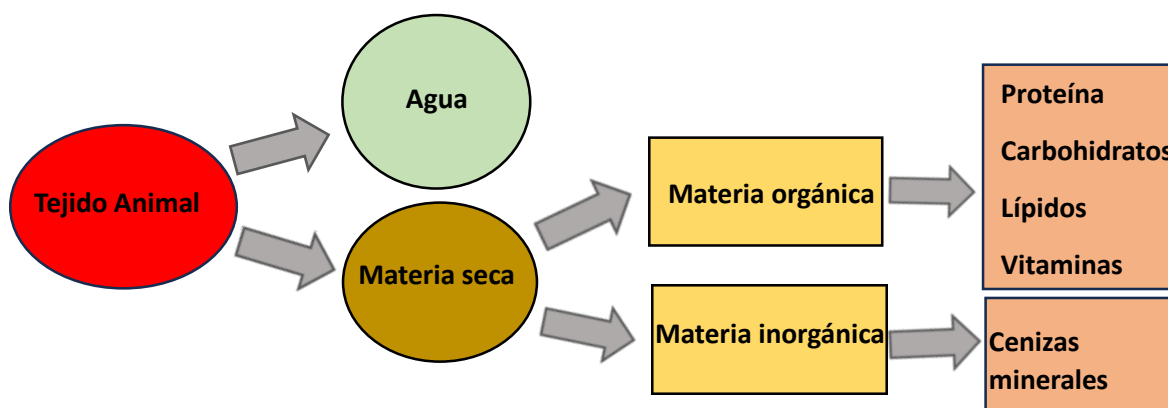 Tejido Animal
Agua
Materia seca
Materia orgánica
Materia inorgánica
Proteína
Carbohidratos
Lípidos
Vitaminas
Cenizas
minerales